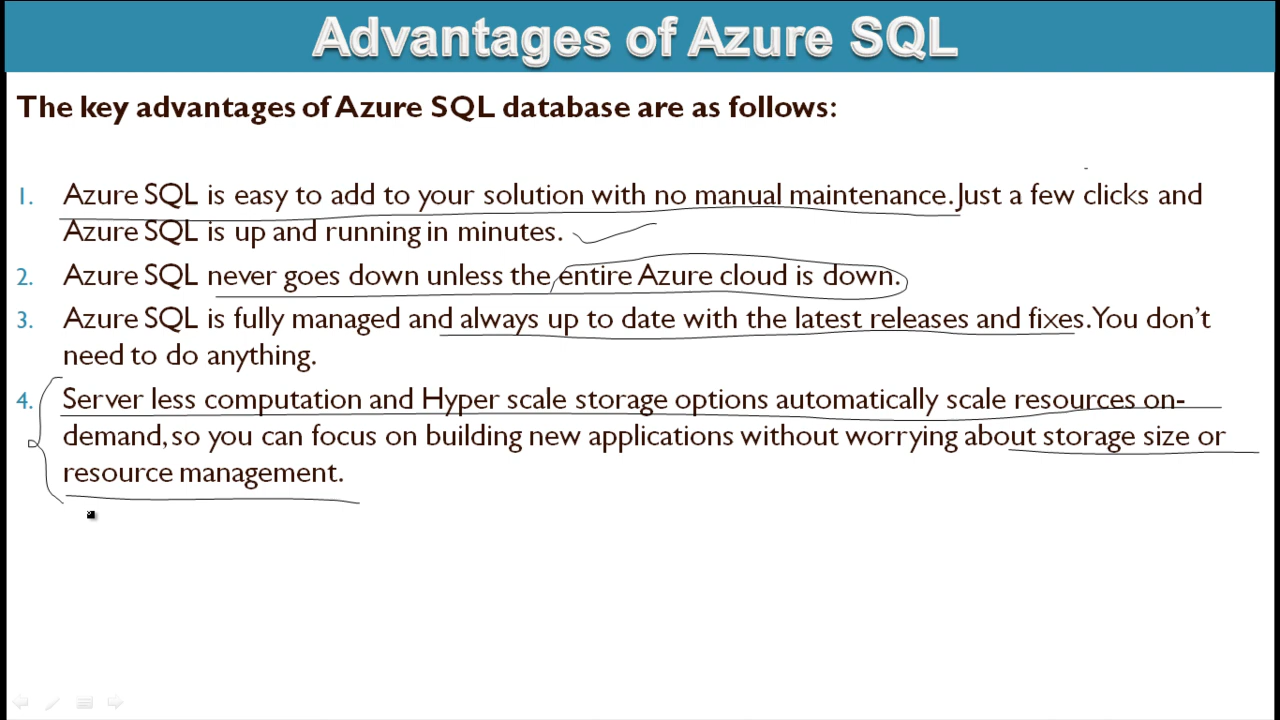 Advantages of Azure SQL
The key advantages of Azure SQL database are as follows:
1. Azure SQL is easy to add to your solution with no manual maintenance. Just a few clicks and
Azure SQL is up and running in minutes.
2. Azure SQL never goes down unless the entire Azure cloud is down.
3. Azure SQL is fully managed and always up to date with the latest releases and fixes. You don't
need to do anything.
4. Server less computation and Hyper scale storage options automatically scale resources on-
demand, so you can focus on building new applications without worrying about storage size or
resource management.